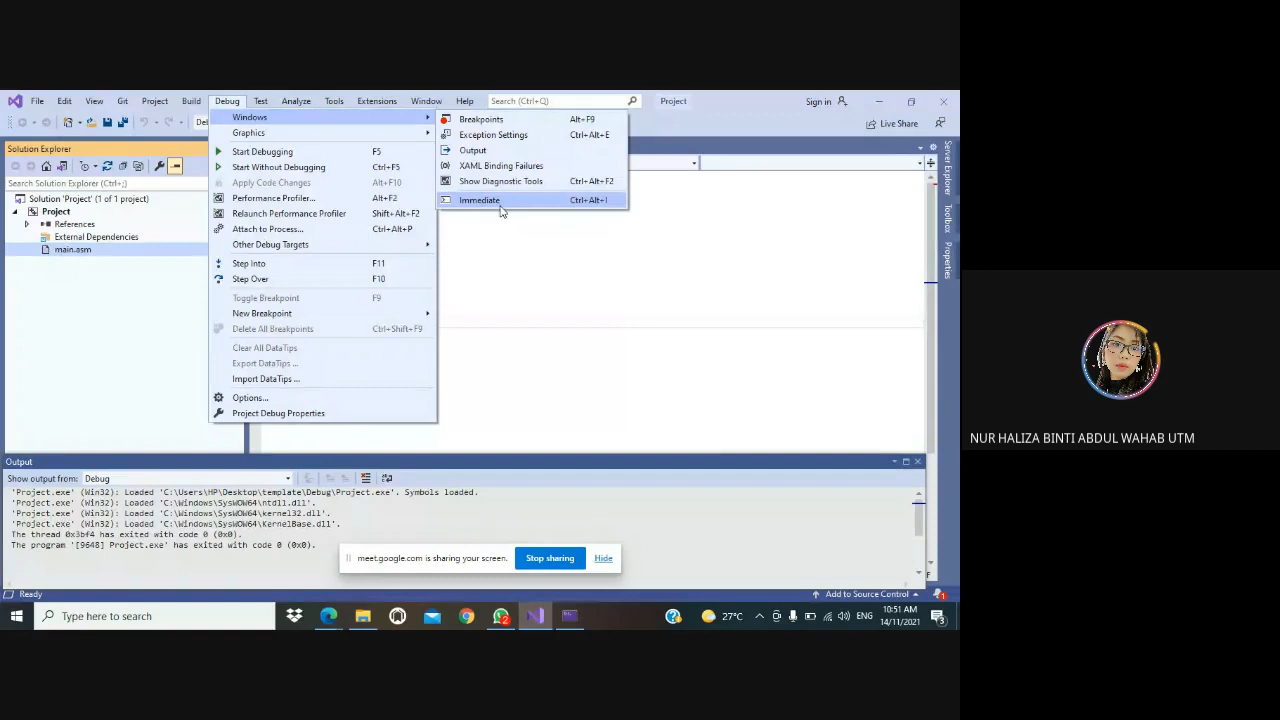 File Edit View Git Project Build Debug Test Analyze Tools Extensions Window Help Search (Ctrl+Q) Project Sign in
Live Share
Solution Explorer
Search Solution Explorer (Ctrl+;)
Solution 'Project' (1 of 1 project)
Project
References
External Dependencies
main.asm
Windows
Graphics
Start Debugging F5
Start Without Debugging Ctrl+F5
Apply Code Changes Alt+F10
Performance Profiler... Alt+F2
Relaunch Performance Profiler Shift+Alt+F2
Attach to Process... Ctrl+Alt+P
Other Debug Targets
Step Into F11
Step Over F10
Toggle Breakpoint F9
New Breakpoint
Delete All Breakpoints Ctrl+Shift+F9
Clear All DataTips
Export DataTips ...
Import DataTips ...
Options...
Project Debug Properties
Breakpoints Alt+F9
Exception Settings Ctrl+Alt+E
Output
XAML Binding Failures
Show Diagnostic Tools Ctrl+Alt+F2
Immediate Ctrl+Alt+I
Server Explorer
Toolbox
Properties
NUR HALIZA BINTI ABDUL WAHAB UTM
Output
Show output from: Debug
'Project.exe' (Win32): Loaded 'C:\Users\HP\Desktop\template\Debug\Project.exe'. Symbols loaded.
'Project.exe' (Win32): Loaded 'C:\Windows\SysWOW64\ntdll.dll'.
'Project.exe' (Win32): Loaded 'C:\Windows\SysWOW64\kernel32.dll'.
'Project.exe' (Win32): Loaded 'C:\Windows\SysWOW64\KernelBase.dll'.
The thread 0x3bf4 has exited with code 0 (0x0).
The program '[9648] Project.exe' has exited with code 0 (0x0).
meet.google.com is sharing your screen. Stop sharing Hide
Ready Add to Source Control 1
Type here to search 2 27°C ENG 10:51 AM
14/11/2021 3